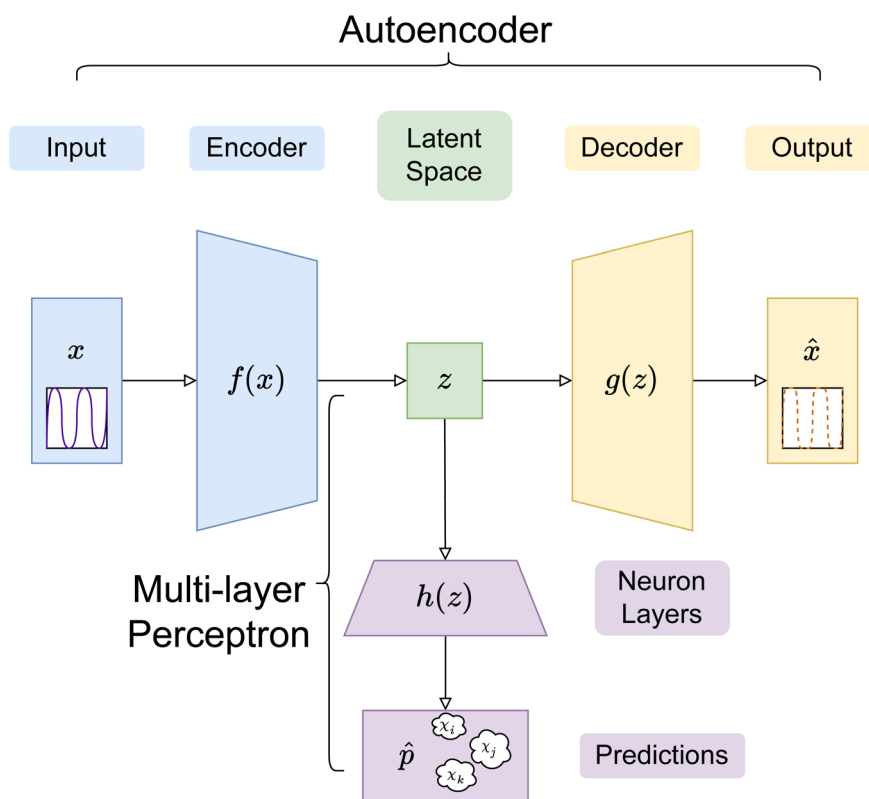 Autoencoder
Input
Encoder
Latent
Space
Decoder
Output
x
f(x)
z
g(z)
x̂
Multi-layer
Perceptron
h(z)
Neuron
Layers
p̂
χi
χj
χk
Predictions